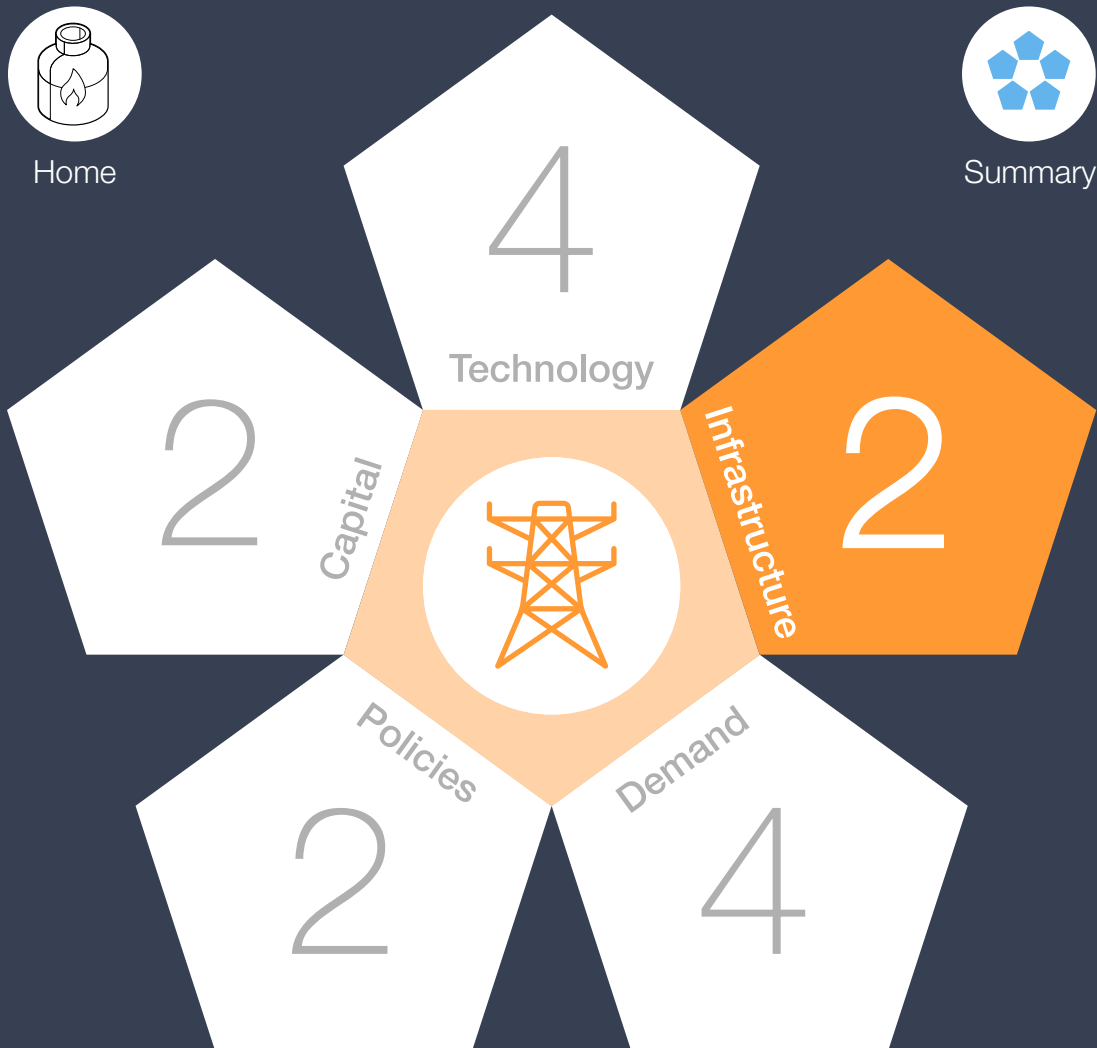 Home
Summary
4
Technology
2
Capital
Infrastructure
2
Policies
2
Demand
4